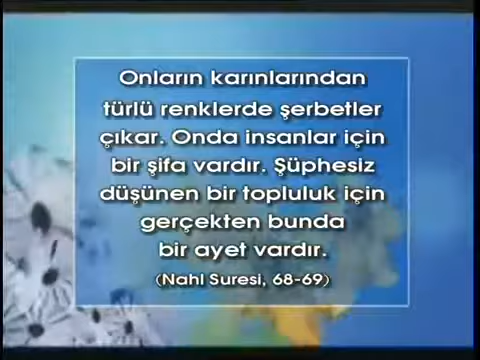 Onların karınlarından
türlü renklerde şerbetler
çıkar. Onda insanlar için
bir şifa vardır. Şüphesiz
düşünen bir topluluk için
gerçekten bunda
bir ayet vardır.
(Nahl Suresi, 68-69)